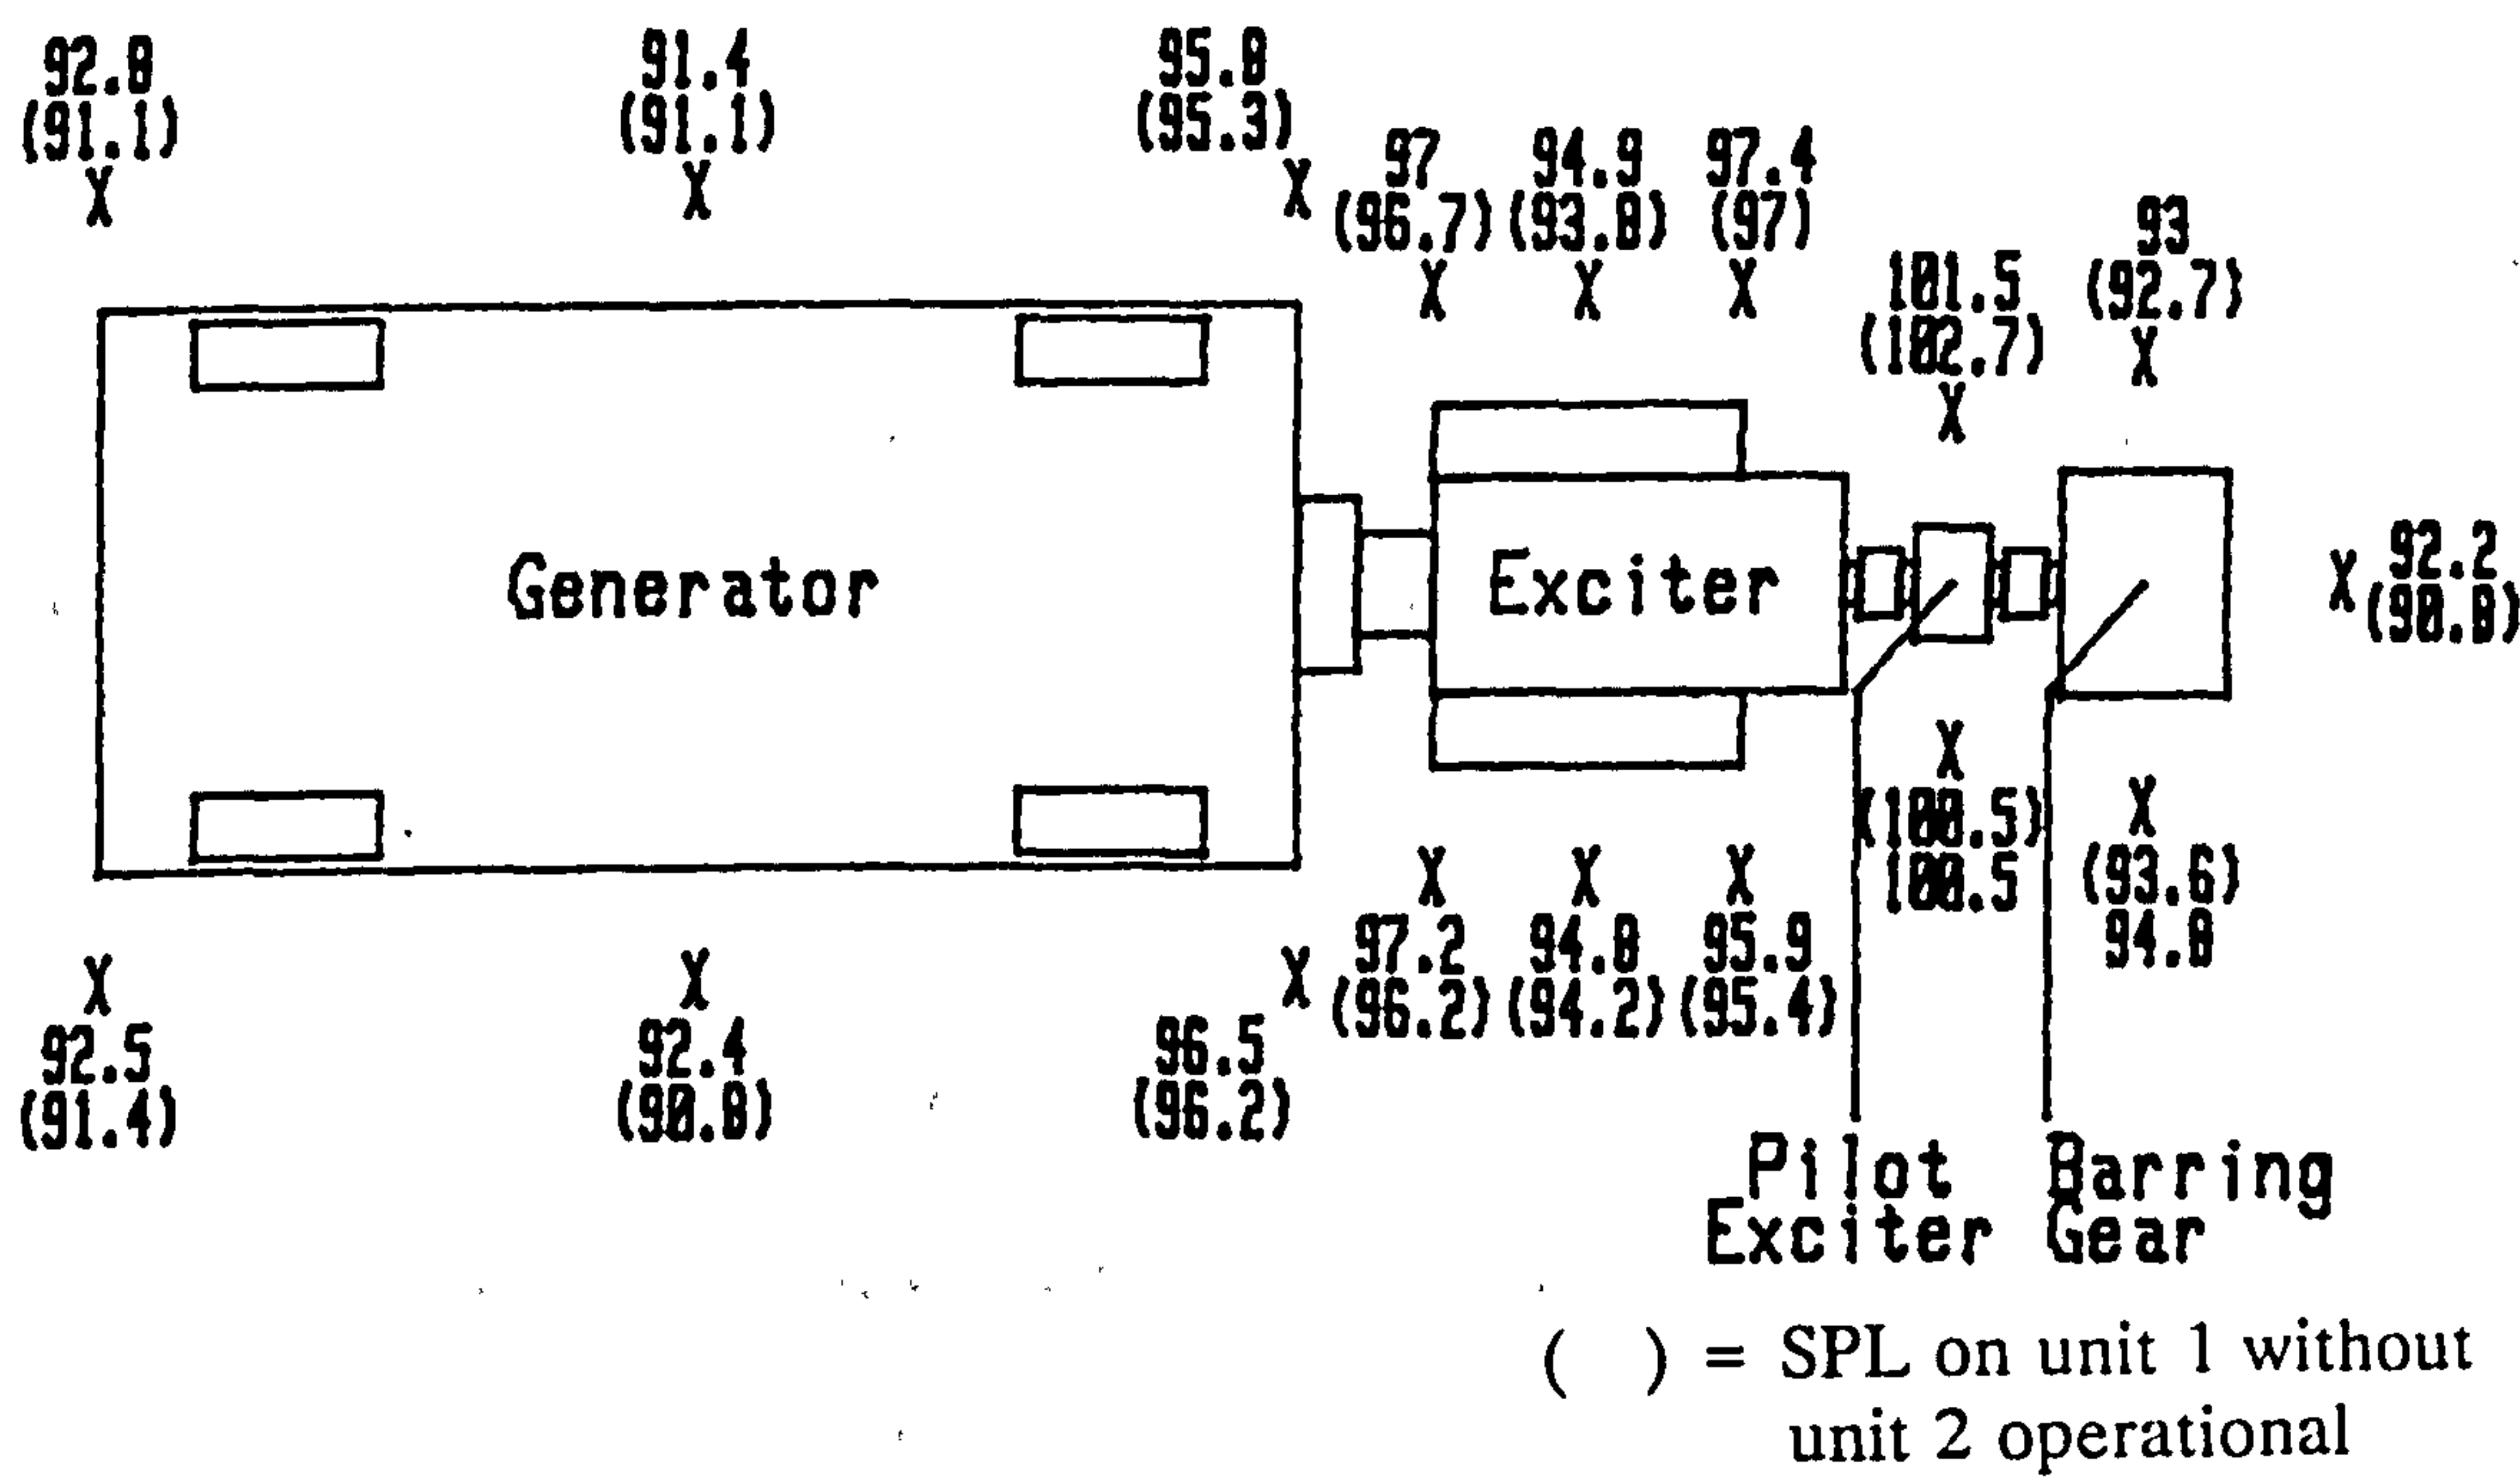 92.8
(91.1)
X
91.4
(91.1)
X
95.8
(95.3)
X
97
(96.7)
X
94.9
(93.8)
X
97.4
(97)
X
101.5
(102.7)
X
93
(92.7)
X
Generator
Exciter
X 92.2
(90.8)
X
(100.5)
100.5
X
(93.6)
94.8
X
92.5
(91.4)
X
92.4
(90.8)
X
96.5
(96.2)
X
97.2
(96.2)
X
94.8
(94.2)
X
95.9
(95.4)
Pilot
Exciter
Barring
Gear
( ) = SPL on unit 1 without
unit 2 operational